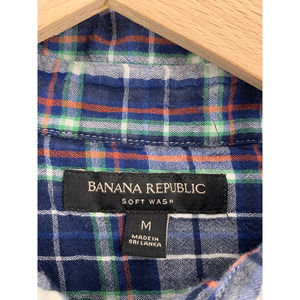 BANANA REPUBLIC
SOFT WASH
M
MADE IN
SRI LANKA